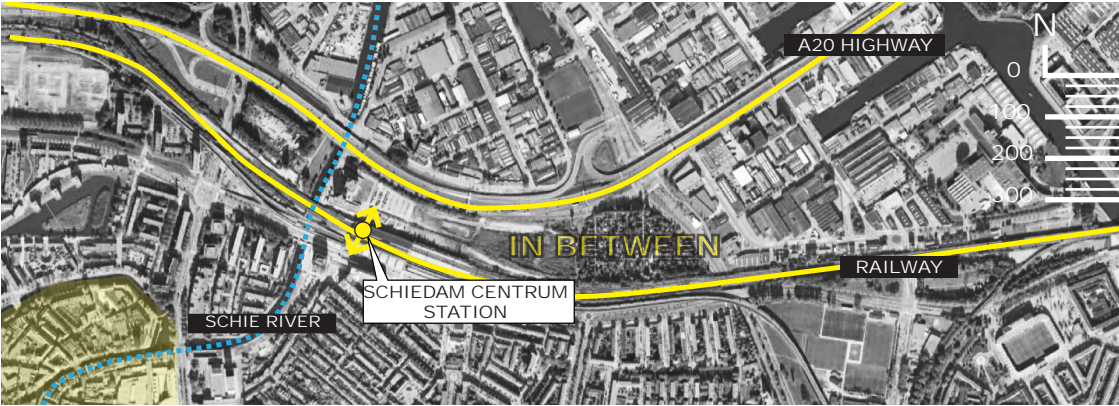 N
A20 HIGHWAY
0
100
200
300
IN BETWEEN
RAILWAY
SCHIEDAM CENTRUM
STATION
SCHIE RIVER